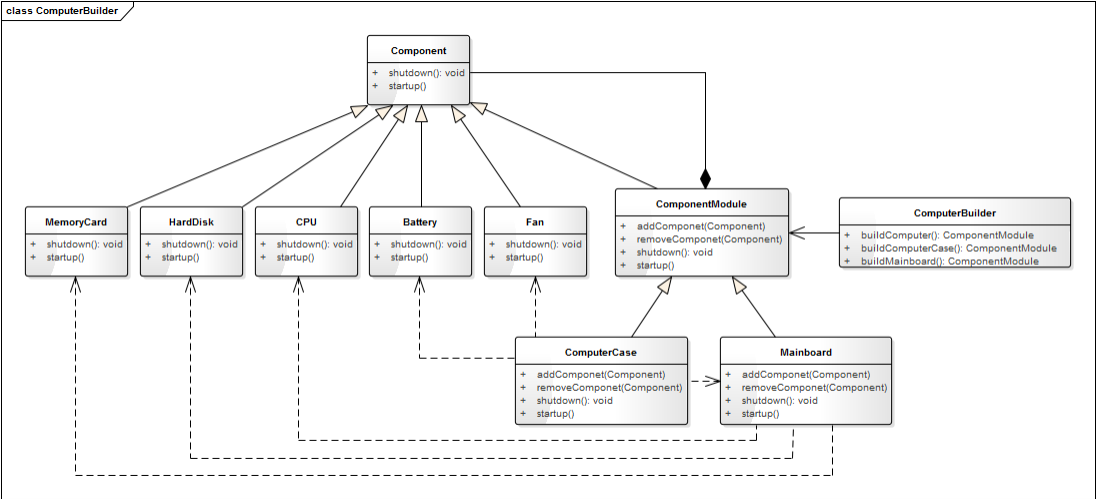 class ComputerBuilder
Component
+ shutdown(): void
+ startup()
MemoryCard
+ shutdown(): void
+ startup()
HardDisk
+ shutdown(): void
+ startup()
CPU
+ shutdown(): void
+ startup()
Battery
+ shutdown(): void
+ startup()
Fan
+ shutdown(): void
+ startup()
ComponentModule
+ addComponet(Component)
+ removeComponet(Component)
+ shutdown(): void
+ startup()
ComputerBuilder
+ buildComputer(): ComponentModule
+ buildComputerCase(): ComponentModule
+ buildMainboard(): ComponentModule
ComputerCase
+ addComponet(Component)
+ removeComponet(Component)
+ shutdown(): void
+ startup()
Mainboard
+ addComponet(Component)
+ removeComponet(Component)
+ shutdown(): void
+ startup()